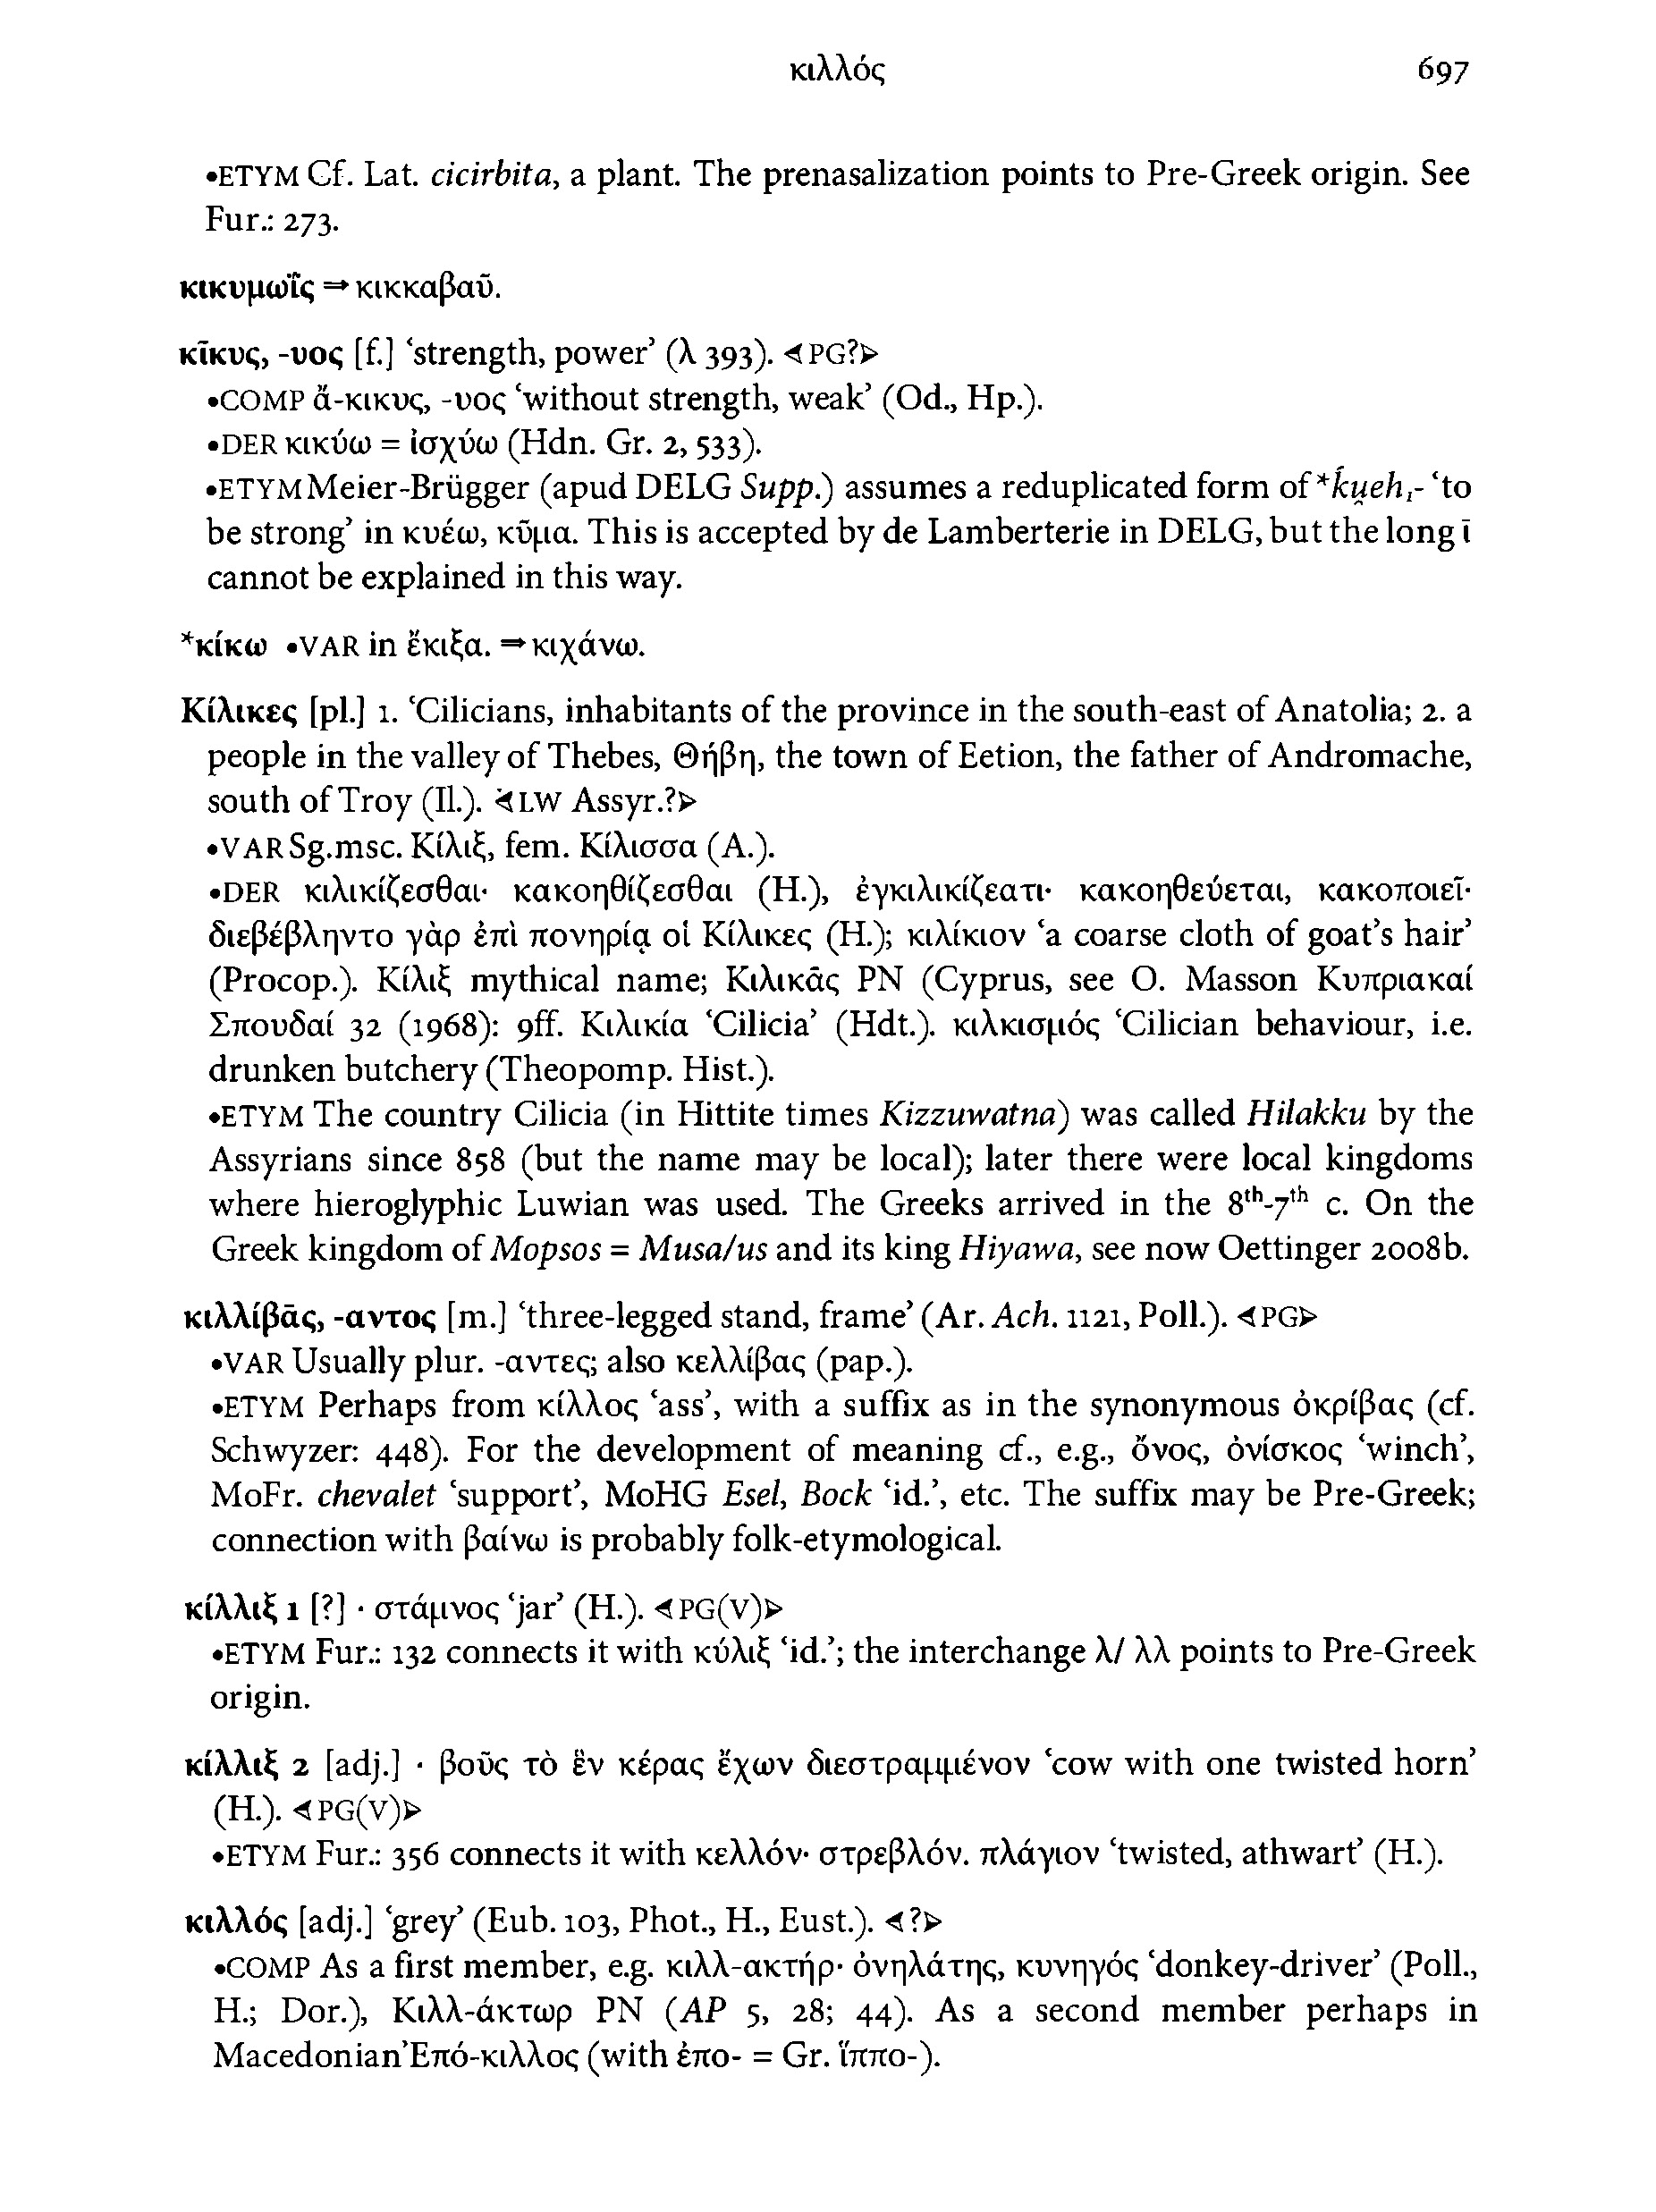 κιλλός 697
•ETYM Cf. Lat. cicirbita, a plant. The prenasalization points to Pre-Greek origin. See
Fur.: 273.
κικυμωΐς ⇒ κικκαβαῦ.
κῖκυς, -υος [f.] ‘strength, power’ (λ 393). ⊲PG?⊳
•COMP ἄ-κικυς, -υος ‘without strength, weak’ (Od., Hp.).
•DER κικύω = ἰσχύω (Hdn. Gr. 2, 533).
•ETYM Meier-Brügger (apud DELG Supp.) assumes a reduplicated form of *ḱu̯eh₁- ‘to
be strong’ in κυέω, κῦμα. This is accepted by de Lamberterie in DELG, but the long ῑ
cannot be explained in this way.
*κίκω •VAR in ἔκιξα. ⇒ κιχάνω.
Κίλικες [pl.] 1. ‘Cilicians, inhabitants of the province in the south-east of Anatolia; 2. a
people in the valley of Thebes, Θήβη, the town of Eetion, the father of Andromache,
south of Troy (Il.). ⊲LW Assyr.?⊳
•VAR Sg.msc. Κίλιξ, fem. Κίλισσα (A.).
•DER κιλικίζεσθαι· κακοηθίζεσθαι (H.), ἐγκιλικίζεατι· κακοηθεύεται, κακοποιεῖ·
διεβέβληντο γὰρ ἐπὶ πονηρίᾳ οἱ Κίλικες (H.); κιλίκιον ‘a coarse cloth of goat’s hair’
(Procop.). Κίλιξ mythical name; Κιλικᾶς PN (Cyprus, see O. Masson Κυπριακαί
Σπουδαί 32 (1968): 9ff. Κιλικία ‘Cilicia’ (Hdt.). κιλκισμός ‘Cilician behaviour, i.e.
drunken butchery (Theopomp. Hist.).
•ETYM The country Cilicia (in Hittite times Kizzuwatna) was called Hilakku by the
Assyrians since 858 (but the name may be local); later there were local kingdoms
where hieroglyphic Luwian was used. The Greeks arrived in the 8th-7th c. On the
Greek kingdom of Mopsos = Musa/us and its king Hiyawa, see now Oettinger 2008b.
κιλλίβᾱς, -αντος [m.] ‘three-legged stand, frame’ (Ar. Ach. 1121, Poll.). ⊲PG⊳
•VAR Usually plur. -αντες; also κελλίβας (pap.).
•ETYM Perhaps from κίλλος ‘ass’, with a suffix as in the synonymous ὀκρίβας (cf.
Schwyzer: 448). For the development of meaning cf., e.g., ὄνος, ὀνίσκος ‘winch’,
MoFr. chevalet ‘support’, MoHG Esel, Bock ‘id.’, etc. The suffix may be Pre-Greek;
connection with βαίνω is probably folk-etymological.
κίλλιξ 1 [?] · στάμνος ‘jar’ (H.). ⊲PG(V)⊳
•ETYM Fur.: 132 connects it with κύλιξ ‘id.’; the interchange λ/ λλ points to Pre-Greek
origin.
κίλλιξ 2 [adj.] · βοῦς τὸ ἓν κέρας ἔχων διεστραμμένον ‘cow with one twisted horn’
(H.). ⊲PG(V)⊳
•ETYM Fur.: 356 connects it with κελλόν· στρεβλόν. πλάγιον ‘twisted, athwart’ (H.).
κιλλός [adj.] ‘grey’ (Eub. 103, Phot., H., Eust.). ⊲?⊳
•COMP As a first member, e.g. κιλλ-ακτήρ· ὀνηλάτης, κυνηγός ‘donkey-driver’ (Poll.,
H.; Dor.), Κιλλ-άκτωρ PN (AP 5, 28; 44). As a second member perhaps in
Macedonian Ἐπό-κιλλος (with ἐπο- = Gr. ἵππο-).